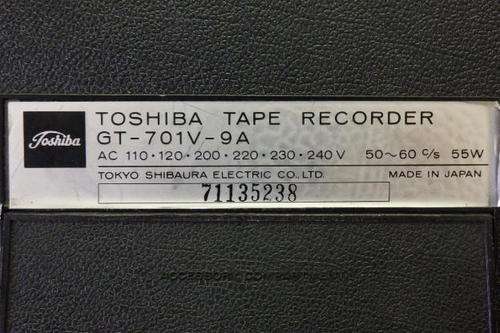 Toshiba
TOSHIBA TAPE RECORDER
GT-701V-9A
AC 110·120·200·220·230·240V 50~60 c/s 55W
TOKYO SHIBAURA ELECTRIC CO., LTD. MADE IN JAPAN
71135238